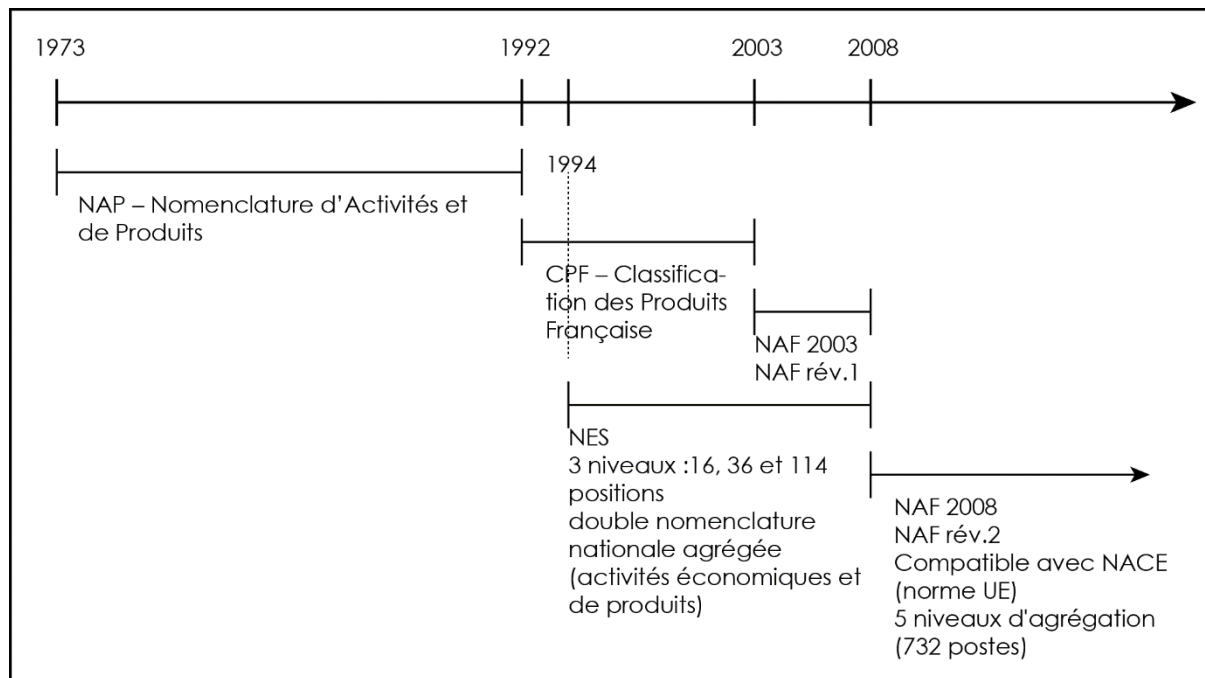 1973
1992
2003
2008
1994
NAP – Nomenclature d'Activités et
de Produits
CPF – Classifica-
tion des Produits
Française
NAF 2003
NAF rév.1
NES
3 niveaux :16, 36 et 114
positions
double nomenclature
nationale agrégée
(activités économiques et
de produits)
NAF 2008
NAF rév.2
Compatible avec NACE
(norme UE)
5 niveaux d'agrégation
(732 postes)